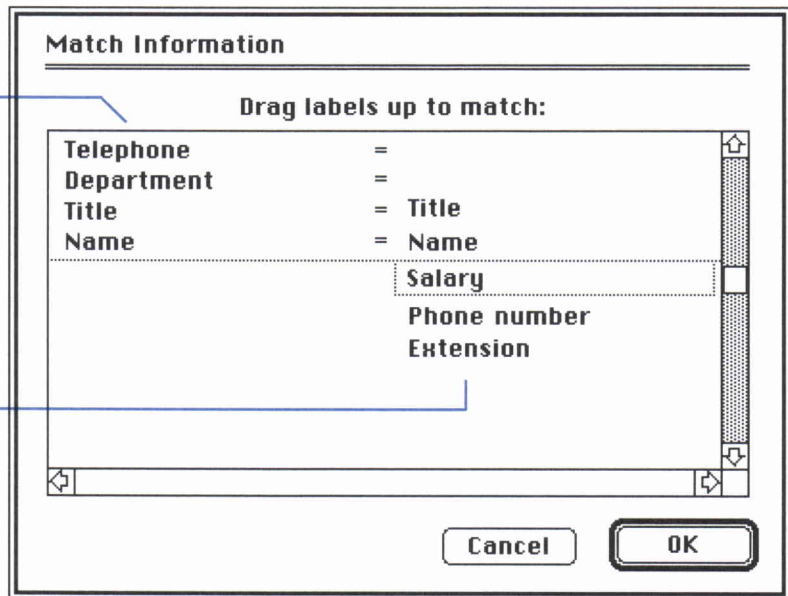 Match Information
Drag labels up to match:
Telephone =
Department =
Title = Title
Name = Name
Salary
Phone number
Extension
Cancel OK